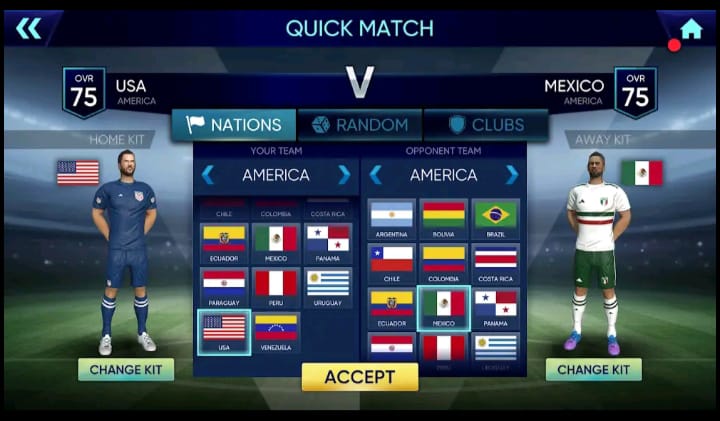 QUICK MATCH
OVR
75
USA
AMERICA
V
MEXICO
AMERICA
OVR
75
NATIONS
RANDOM
CLUBS
HOME KIT
AWAY KIT
YOUR TEAM
OPPONENT TEAM
AMERICA
AMERICA
CHILE COLOMBIA COSTA RICA
ECUADOR MEXICO PANAMA
PARAGUAY PERU URUGUAY
USA VENEZUELA
ARGENTINA BOLIVIA BRAZIL
CHILE COLOMBIA COSTA RICA
ECUADOR MEXICO PANAMA
PERU URUGUAY
CHANGE KIT
ACCEPT
CHANGE KIT